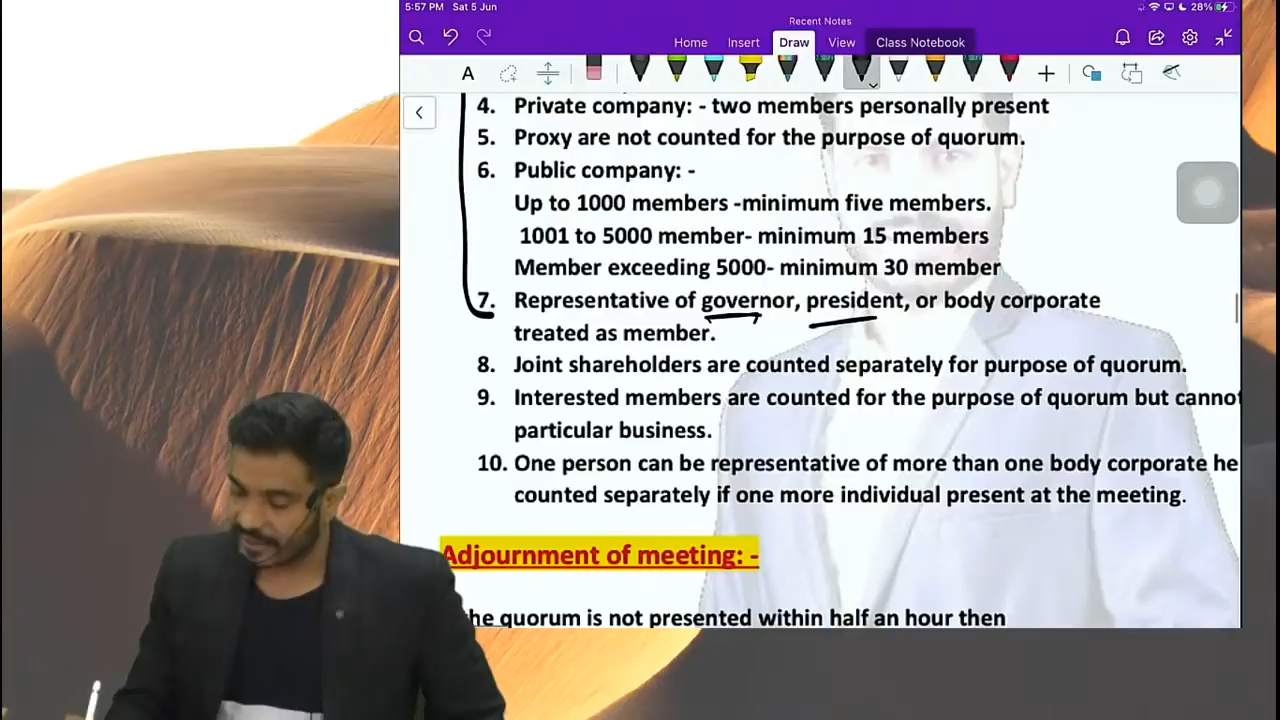 5:57 PM Sat 5 Jun
28%
Recent Notes
Home Insert Draw View Class Notebook
A
4. Private company: - two members personally present
5. Proxy are not counted for the purpose of quorum.
6. Public company: -
Up to 1000 members -minimum five members.
1001 to 5000 member- minimum 15 members
Member exceeding 5000- minimum 30 member
7. Representative of governor, president, or body corporate
treated as member.
8. Joint shareholders are counted separately for purpose of quorum.
9. Interested members are counted for the purpose of quorum but cannot
particular business.
10. One person can be representative of more than one body corporate he
counted separately if one more individual present at the meeting.
Adjournment of meeting: -
he quorum is not presented within half an hour then